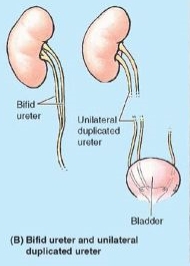 Bifid
ureter
Unilateral
duplicated
ureter
Bladder
(B) Bifid ureter and unilateral
duplicated ureter